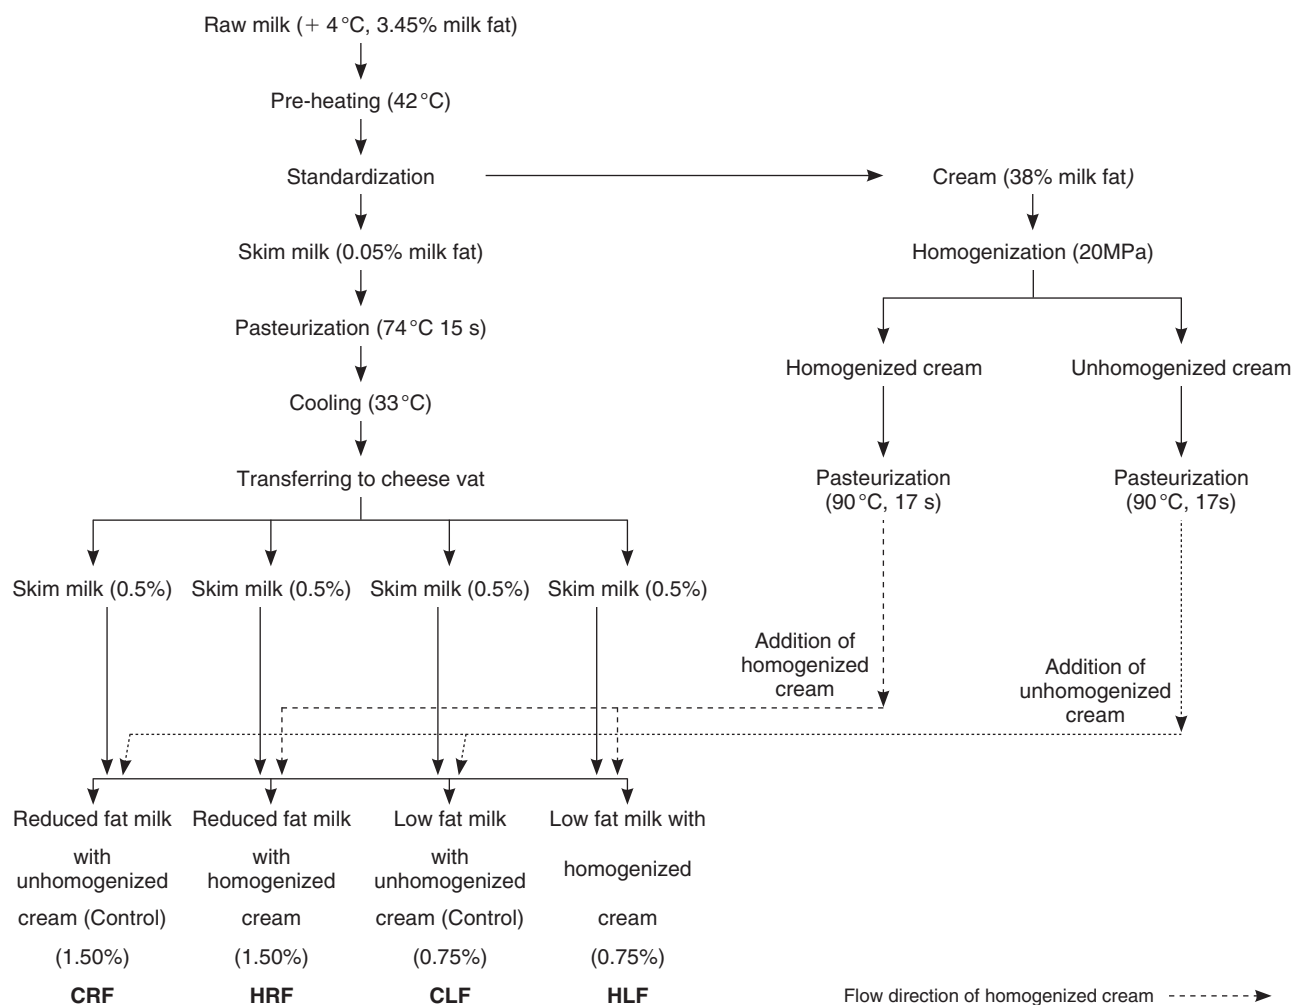 Raw milk (+ 4 °C, 3.45% milk fat)
Pre-heating (42 °C)
Standardization
Cream (38% milk fat)
Skim milk (0.05% milk fat)
Homogenization (20MPa)
Pasteurization (74 °C 15 s)
Homogenized cream
Unhomogenized cream
Cooling (33 °C)
Transferring to cheese vat
Pasteurization
(90 °C, 17 s)
Pasteurization
(90 °C, 17s)
Skim milk (0.5%)
Skim milk (0.5%)
Skim milk (0.5%)
Skim milk (0.5%)
Addition of
homogenized
cream
Addition of
unhomogenized
cream
Reduced fat milk
with
unhomogenized
cream (Control)
(1.50%)
CRF
Reduced fat milk
with
homogenized
cream
(1.50%)
HRF
Low fat milk
with
unhomogenized
cream (Control)
(0.75%)
CLF
Low fat milk with
homogenized
cream
(0.75%)
HLF
Flow direction of homogenized cream